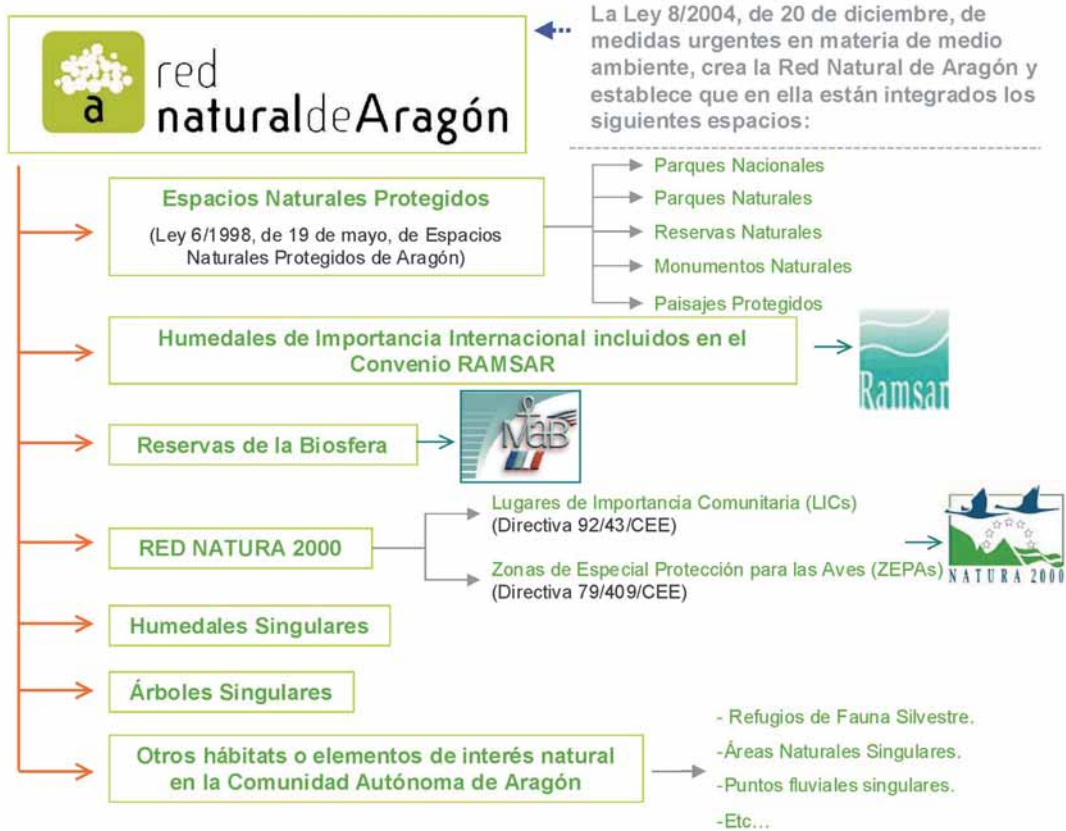 La Ley 8/2004, de 20 de diciembre, de
medidas urgentes en materia de medio
ambiente, crea la Red Natural de Aragón y
establece que en ella están integrados los
siguientes espacios:
a
red
naturaldeAragón
Espacios Naturales Protegidos
(Ley 6/1998, de 19 de mayo, de Espacios
Naturales Protegidos de Aragón)
Parques Nacionales
Parques Naturales
Reservas Naturales
Monumentos Naturales
Paisajes Protegidos
Humedales de Importancia Internacional incluidos en el
Convenio RAMSAR
Ramsar
Reservas de la Biosfera
MaB
RED NATURA 2000
Lugares de Importancia Comunitaria (LICs)
(Directiva 92/43/CEE)
Zonas de Especial Protección para las Aves (ZEPAs)
(Directiva 79/409/CEE)
NATURA 2000
Humedales Singulares
Árboles Singulares
Otros hábitats o elementos de interés natural
en la Comunidad Autónoma de Aragón
- Refugios de Fauna Silvestre.
-Áreas Naturales Singulares.
-Puntos fluviales singulares.
-Etc...